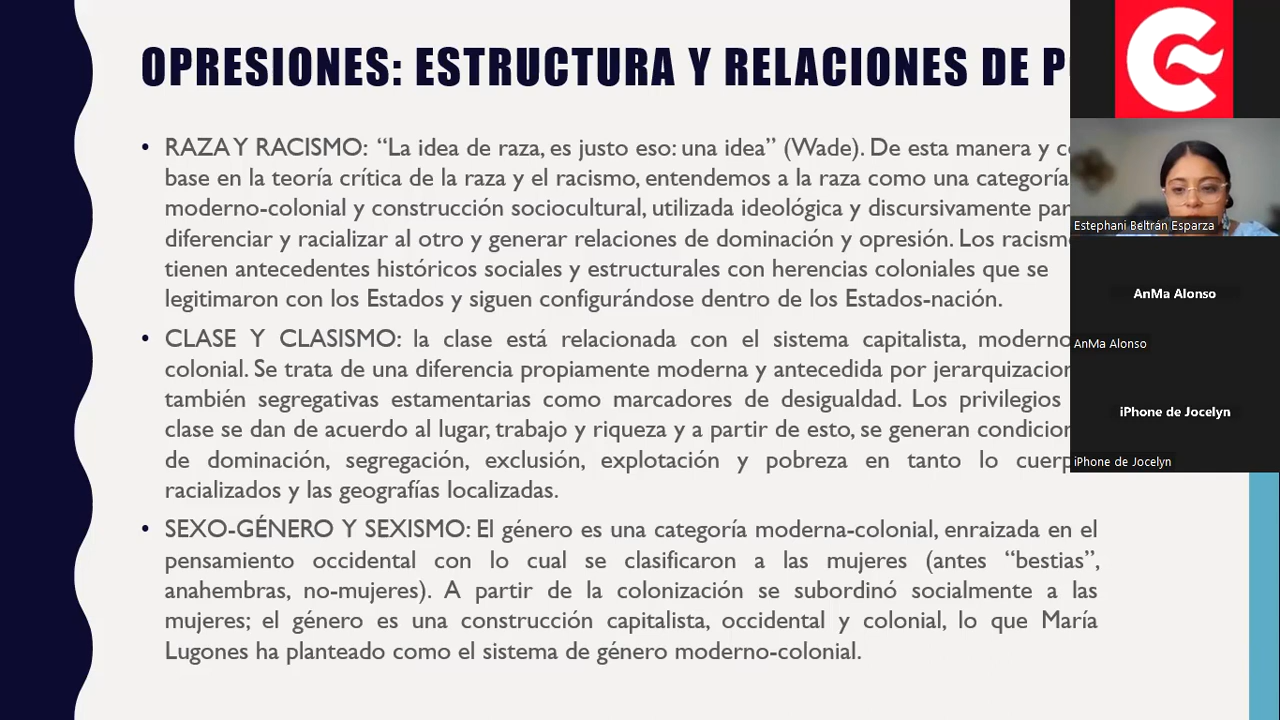 OPRESIONES: ESTRUCTURA Y RELACIONES DE
• RAZA Y RACISMO: “La idea de raza, es justo eso: una idea” (Wade). De esta manera y
base en la teoría crítica de la raza y el racismo, entendemos a la raza como una categoría
moderno-colonial y construcción sociocultural, utilizada ideológica y discursivamente
diferenciar y racializar al otro y generar relaciones de dominación y opresión. Los
tienen antecedentes históricos sociales y estructurales con herencias coloniales que se
legitimaron con los Estados y siguen configurándose dentro de los Estados-nación.
• CLASE Y CLASISMO: la clase está relacionada con el sistema capitalista, moderno
colonial. Se trata de una diferencia propiamente moderna y antecedida por
también segregativas estamentarias como marcadores de desigualdad. Los privilegios
clase se dan de acuerdo al lugar, trabajo y riqueza y a partir de esto, se generan
de dominación, segregación, exclusión, explotación y pobreza en tanto lo
racializados y las geografías localizadas.
• SEXO-GÉNERO Y SEXISMO: El género es una categoría moderna-colonial, enraizada en el
pensamiento occidental con lo cual se clasificaron a las mujeres (antes “bestias”,
anahembras, no-mujeres). A partir de la colonización se subordinó socialmente a las
mujeres; el género es una construcción capitalista, occidental y colonial, lo que María
Lugones ha planteado como el sistema de género moderno-colonial.
Estephani Beltrán Esparza
AnMa Alonso
AnMa Alonso
iPhone de Jocelyn
iPhone de Jocelyn